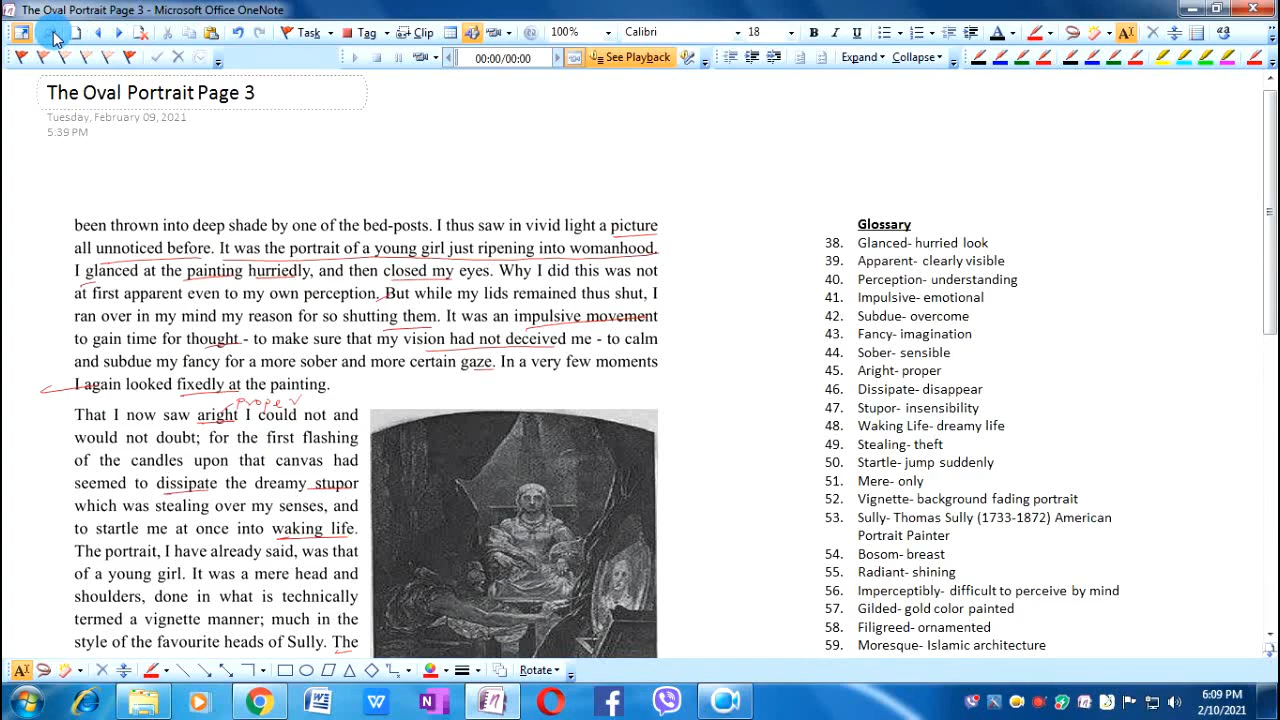 The Oval Portrait Page 3 - Microsoft Office OneNote
Task Tag Clip 100% Calibri 18 B I U
00:00/00:00 See Playback Expand Collapse
The Oval Portrait Page 3
Tuesday, February 09, 2021
5:39 PM
been thrown into deep shade by one of the bed-posts. I thus saw in vivid light a picture
all unnoticed before. It was the portrait of a young girl just ripening into womanhood.
I glanced at the painting hurriedly, and then closed my eyes. Why I did this was not
at first apparent even to my own perception. But while my lids remained thus shut, I
ran over in my mind my reason for so shutting them. It was an impulsive movement
to gain time for thought - to make sure that my vision had not deceived me - to calm
and subdue my fancy for a more sober and more certain gaze. In a very few moments
I again looked fixedly at the painting.
proper
That I now saw aright I could not and
would not doubt; for the first flashing
of the candles upon that canvas had
seemed to dissipate the dreamy stupor
which was stealing over my senses, and
to startle me at once into waking life.
The portrait, I have already said, was that
of a young girl. It was a mere head and
shoulders, done in what is technically
termed a vignette manner; much in the
style of the favourite heads of Sully. The
Glossary
38. Glanced- hurried look
39. Apparent- clearly visible
40. Perception- understanding
41. Impulsive- emotional
42. Subdue- overcome
43. Fancy- imagination
44. Sober- sensible
45. Aright- proper
46. Dissipate- disappear
47. Stupor- insensibility
48. Waking Life- dreamy life
49. Stealing- theft
50. Startle- jump suddenly
51. Mere- only
52. Vignette- background fading portrait
53. Sully- Thomas Sully (1733-1872) American
Portrait Painter
54. Bosom- breast
55. Radiant- shining
56. Imperceptibly- difficult to perceive by mind
57. Gilded- gold color painted
58. Filigreed- ornamented
59. Moresque- Islamic architecture
Rotate
6:09 PM
2/10/2021